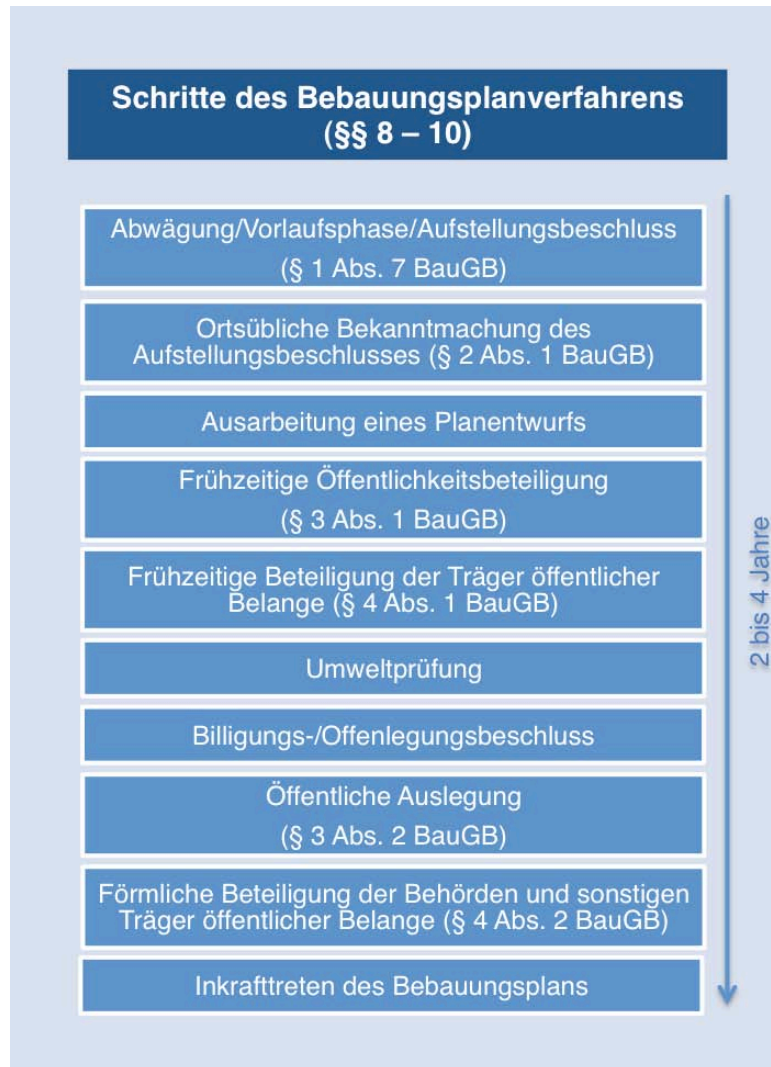 Schritte des Bebauungsplanverfahrens
(§§ 8 – 10)
Abwägung/Vorlaufsphase/Aufstellungsbeschluss
(§ 1 Abs. 7 BauGB)
Ortsübliche Bekanntmachung des
Aufstellungsbeschlusses (§ 2 Abs. 1 BauGB)
Ausarbeitung eines Planentwurfs
Frühzeitige Öffentlichkeitsbeteiligung
(§ 3 Abs. 1 BauGB)
Frühzeitige Beteiligung der Träger öffentlicher
Belange (§ 4 Abs. 1 BauGB)
Umweltprüfung
Billigungs-/Offenlegungsbeschluss
Öffentliche Auslegung
(§ 3 Abs. 2 BauGB)
Förmliche Beteiligung der Behörden und sonstigen
Träger öffentlicher Belange (§ 4 Abs. 2 BauGB)
Inkrafttreten des Bebauungsplans
2 bis 4 Jahre